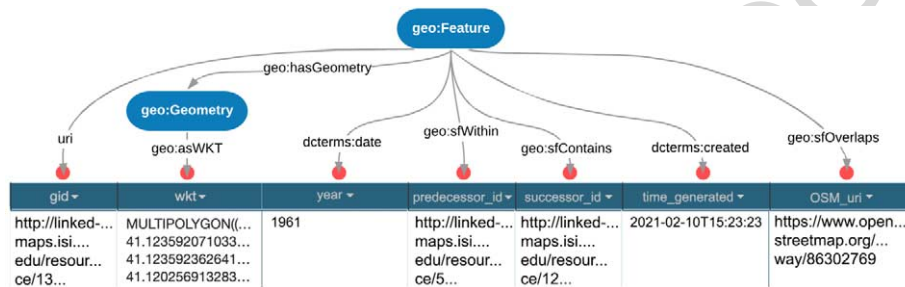 geo:Feature
geo:hasGeometry
geo:Geometry
uri
geo:asWKT
dcterms:date
geo:sfWithin
geo:sfContains
dcterms:created
geo:sfOverlaps
gid wkt year predecessor_id successor_id time_generated OSM_uri
http://linked-... MULTIPOLYGON((... 1961 http://linked-... http://linked-... 2021-02-10T15:23:23 https://www.open...
maps.isi.... 41.123592071033... maps.isi.... maps.isi.... streetmap.org/...
edu/resour... 41.123592362641... edu/resour... edu/resour... way/86302769
ce/13... 41.120256913283... ce/5... ce/12...